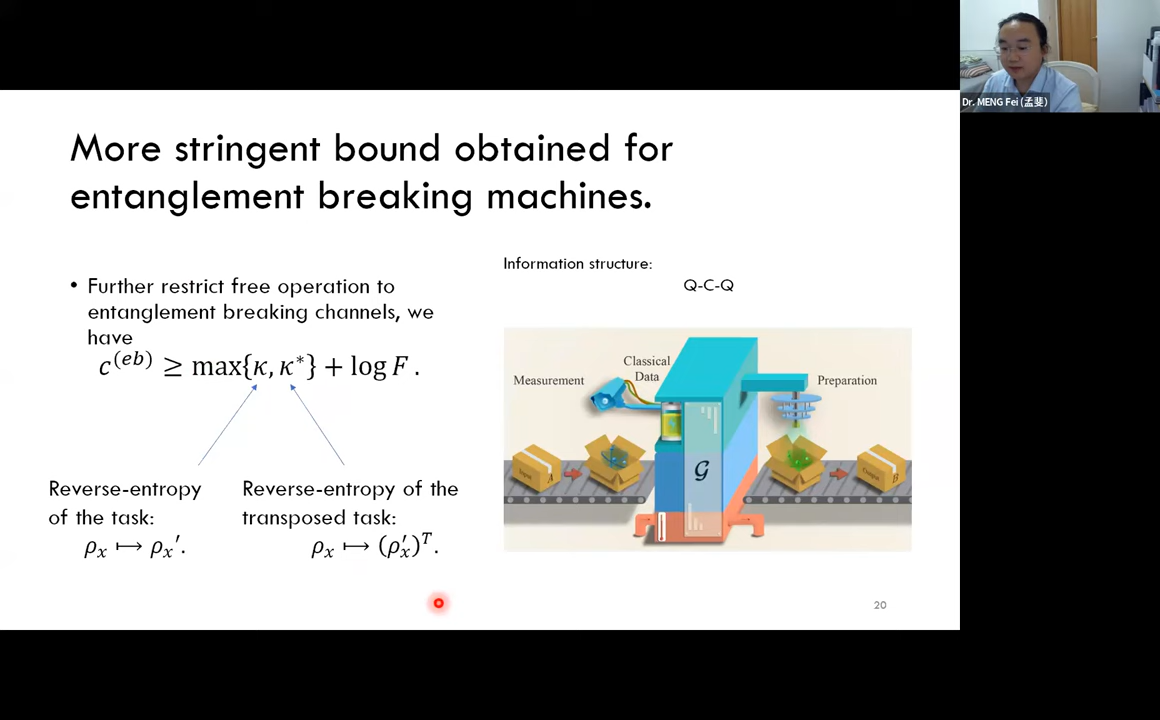 Dr. MENG Fei (孟斐)
More stringent bound obtained for
entanglement breaking machines.
• Further restrict free operation to
entanglement breaking channels, we
have
c^{(eb)} ≥ max{κ, κ*} + log F .
Reverse-entropy
of the task:
ρ_x ↦ ρ_x′.
Reverse-entropy of the
transposed task:
ρ_x ↦ (ρ_x′)^T.
Information structure:
Q-C-Q
Measurement
Classical
Data
Preparation
Input
A
𝒢
Output
B
20